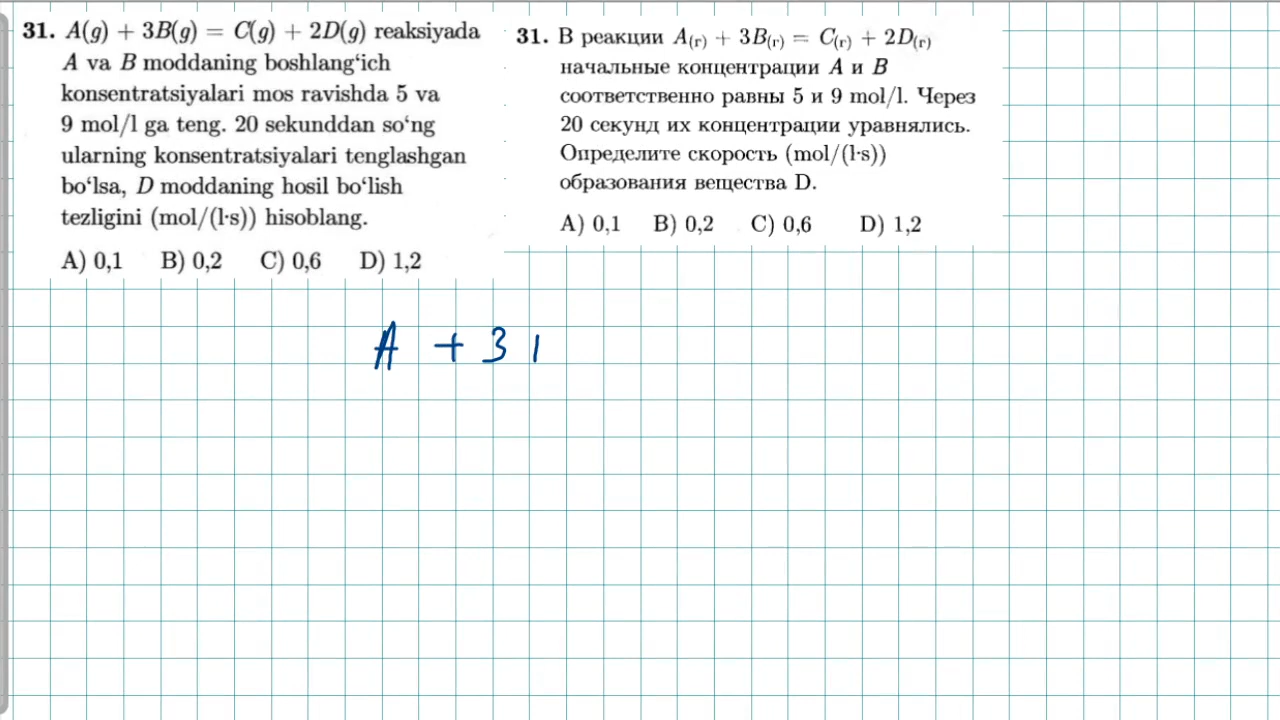 31. A(g) + 3B(g) = C(g) + 2D(g) reaksiyada
A va B moddaning boshlang‘ich
konsentratsiyalari mos ravishda 5 va
9 mol/l ga teng. 20 sekunddan so‘ng
ularning konsentratsiyalari tenglashgan
bo‘lsa, D moddaning hosil bo‘lish
tezligini (mol/(l·s)) hisoblang.
A) 0,1 B) 0,2 C) 0,6 D) 1,2
31. В реакции A(г) + 3B(г) = C(г) + 2D(г)
начальные концентрации A и B
соответственно равны 5 и 9 mol/l. Через
20 секунд их концентрации уравнялись.
Определите скорость (mol/(l·s))
образования вещества D.
A) 0,1 B) 0,2 C) 0,6 D) 1,2
A + 3